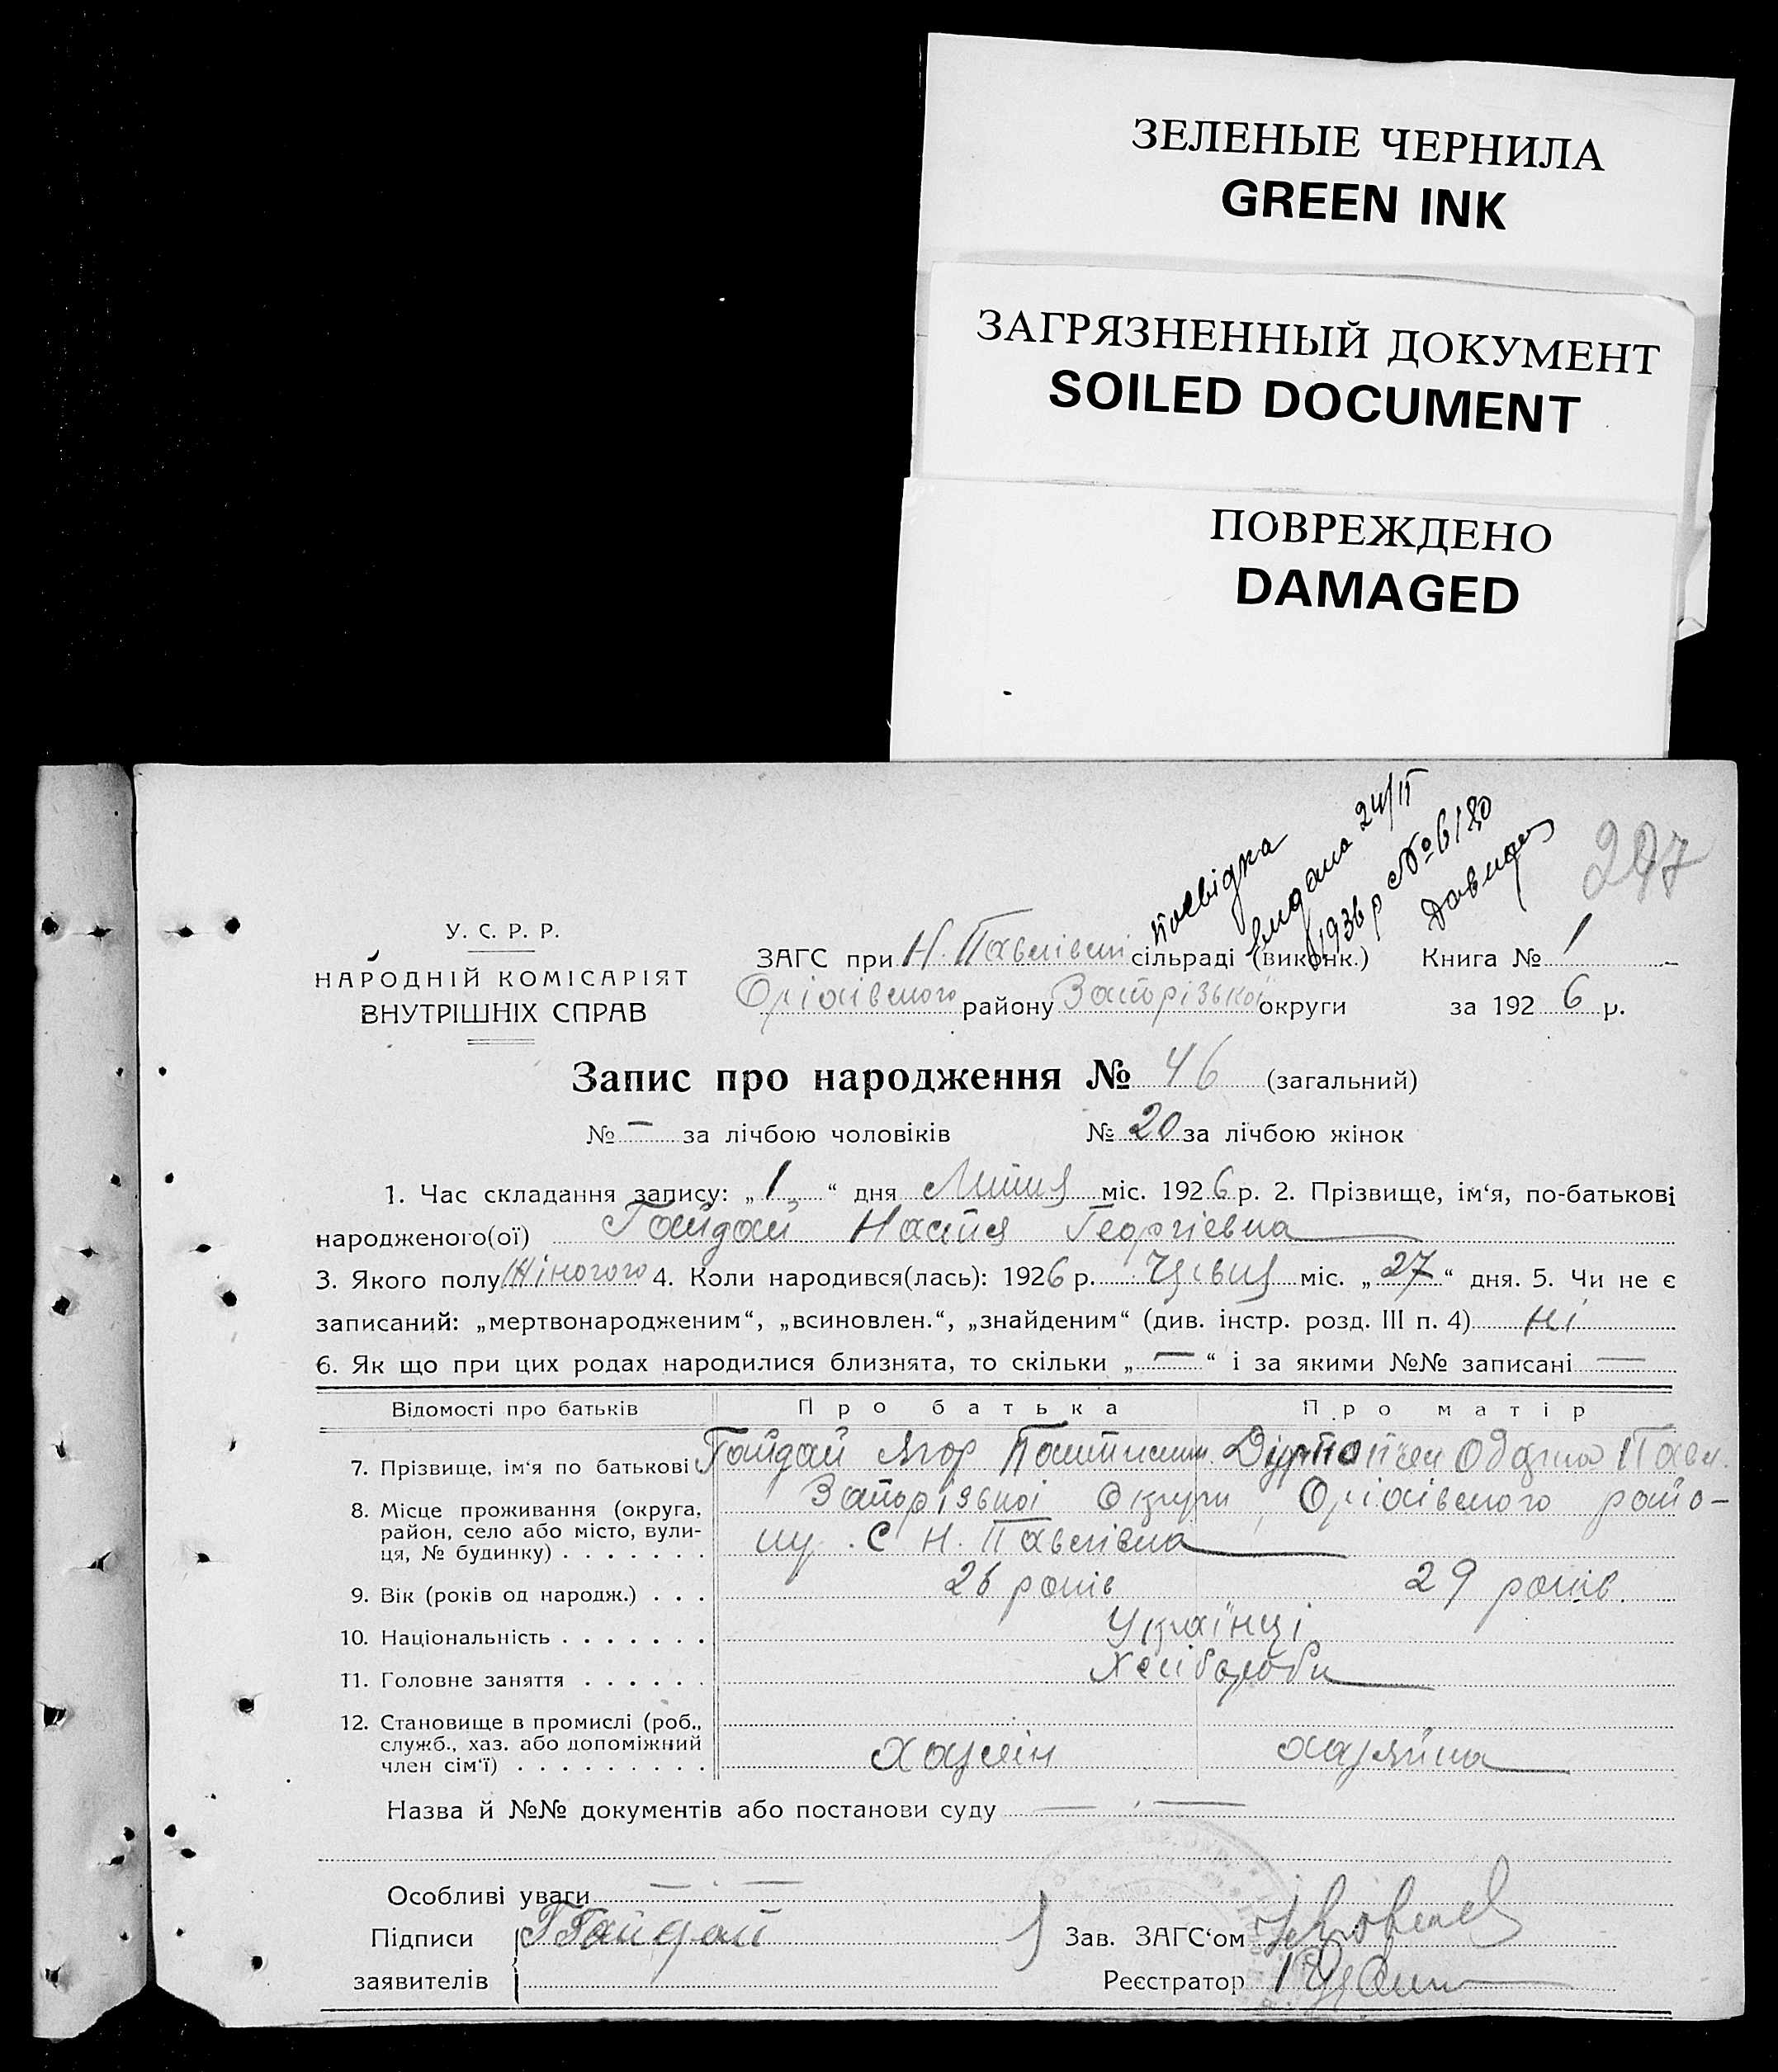 ЗЕЛЕНЫЕ ЧЕРНИЛА
GREEN INK
ЗАГРЯЗНЕННЫЙ ДОКУМЕНТ
SOILED DOCUMENT
ПОВРЕЖДЕНО
DAMAGED
посвідка
видана 24/II
1936 р №6180
297
У. С. Р. Р.
НАРОДНІЙ КОМІСАРІЯТ
ВНУТРІШНІХ СПРАВ
ЗАГС при Н. Павлівці сільраді (виконк.) Книга № 1
Оріхівського району Запорізької округи за 1926 р.
Запис про народження № 46 (загальний)
№ — за лічбою чоловіків № 20 за лічбою жінок
1. Час складання запису: „1“ дня Липня міс. 1926 р. 2. Прізвище, ім'я, по-батькові
народженого(ої) Гайдай Настя Георгіевна
3. Якого полу Жіночого 4. Коли народився(лась): 1926 р. Червня міс. „27“ дня. 5. Чи не є
записаний: „мертвонародженим“, „всиновлен.“, „знайденим“ (див. інстр. розд. III п. 4) ні
6. Як що при цих родах народилися близнята, то скільки „—“ і за якими №№ записані —
Відомості про батьків Про батька Про матір
7. Прізвище, ім'я по батькові Гайдай Ягор
8. Місце проживання (округа, район, село або місто, вулиця, № будинку) Запорізькоі Округи, Оріхівського райо-
ну. С Н. Павлівка
9. Вік (років од народж.) 26 років 29 років.
10. Національність Українці
11. Головне заняття Хлібороби
12. Становище в промислі (роб., служб., хаз. або допоміжний член сім'ї) хазяін хазяйка
Назва й №№ документів або постанови суду —
Особливі уваги —
Підписи Г Гайдай Зав. ЗАГС'ом
заявителів Реєстратор